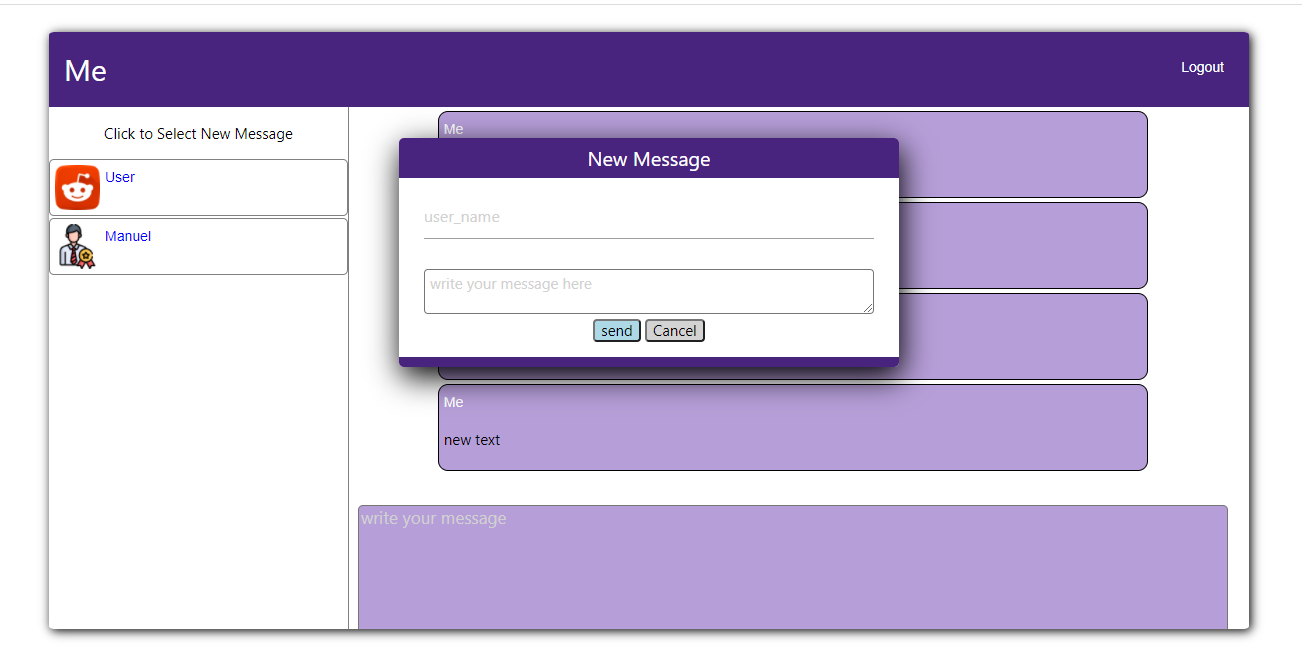 Me
Logout
Click to Select New Message
User
Manuel
Me
New Message
user_name
write your message here
send
Cancel
Me
new text
write your message